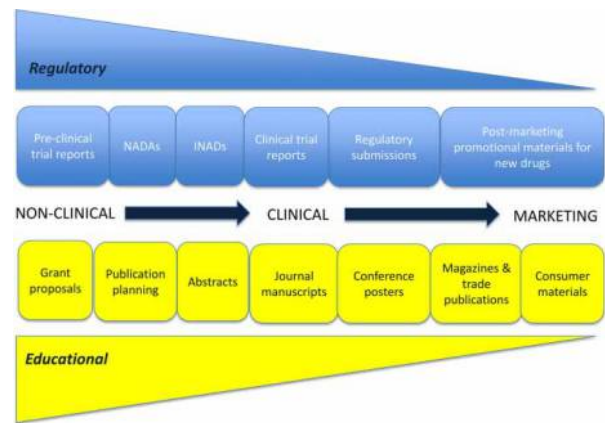 Regulatory
Pre-clinical
trial reports
NADAs
INADs
Clinical trial
reports
Regulatory
submissions
Post-marketing
promotional materials for
new drugs
NON-CLINICAL
CLINICAL
MARKETING
Grant
proposals
Publication
planning
Abstracts
Journal
manuscripts
Conference
posters
Magazines &
trade
publications
Consumer
materials
Educational